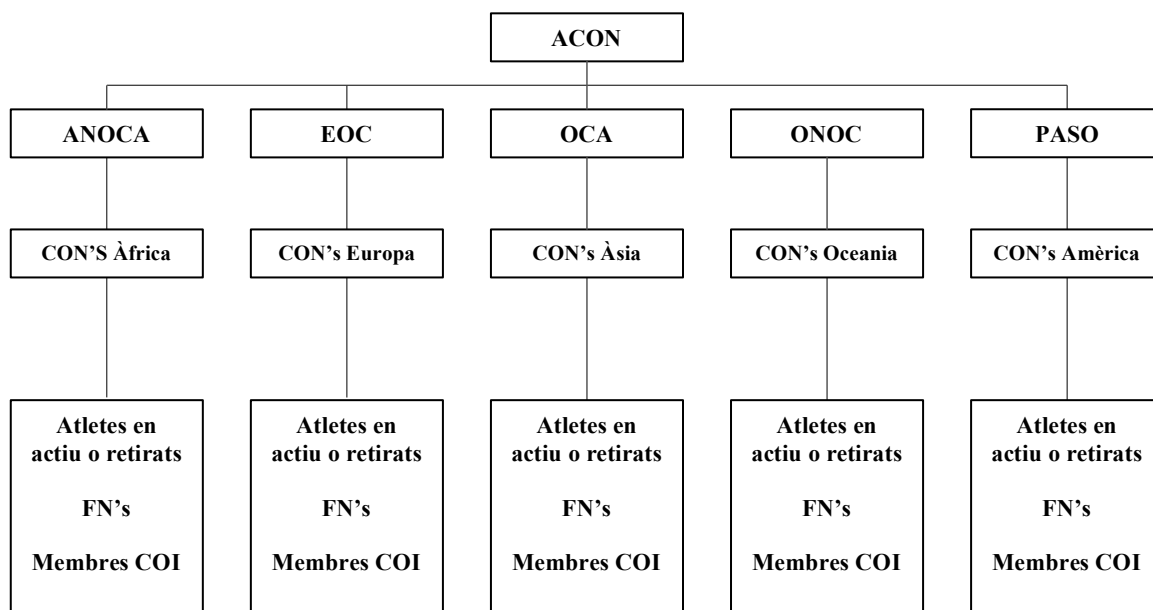 ACON
ANOCA
EOC
OCA
ONOC
PASO
CON'S Àfrica
CON's Europa
CON's Àsia
CON's Oceania
CON's Amèrica
Atletes en
actiu o retirats
FN's
Membres COI
Atletes en
actiu o retirats
FN's
Membres COI
Atletes en
actiu o retirats
FN's
Membres COI
Atletes en
actiu o retirats
FN's
Membres COI
Atletes en
actiu o retirats
FN's
Membres COI